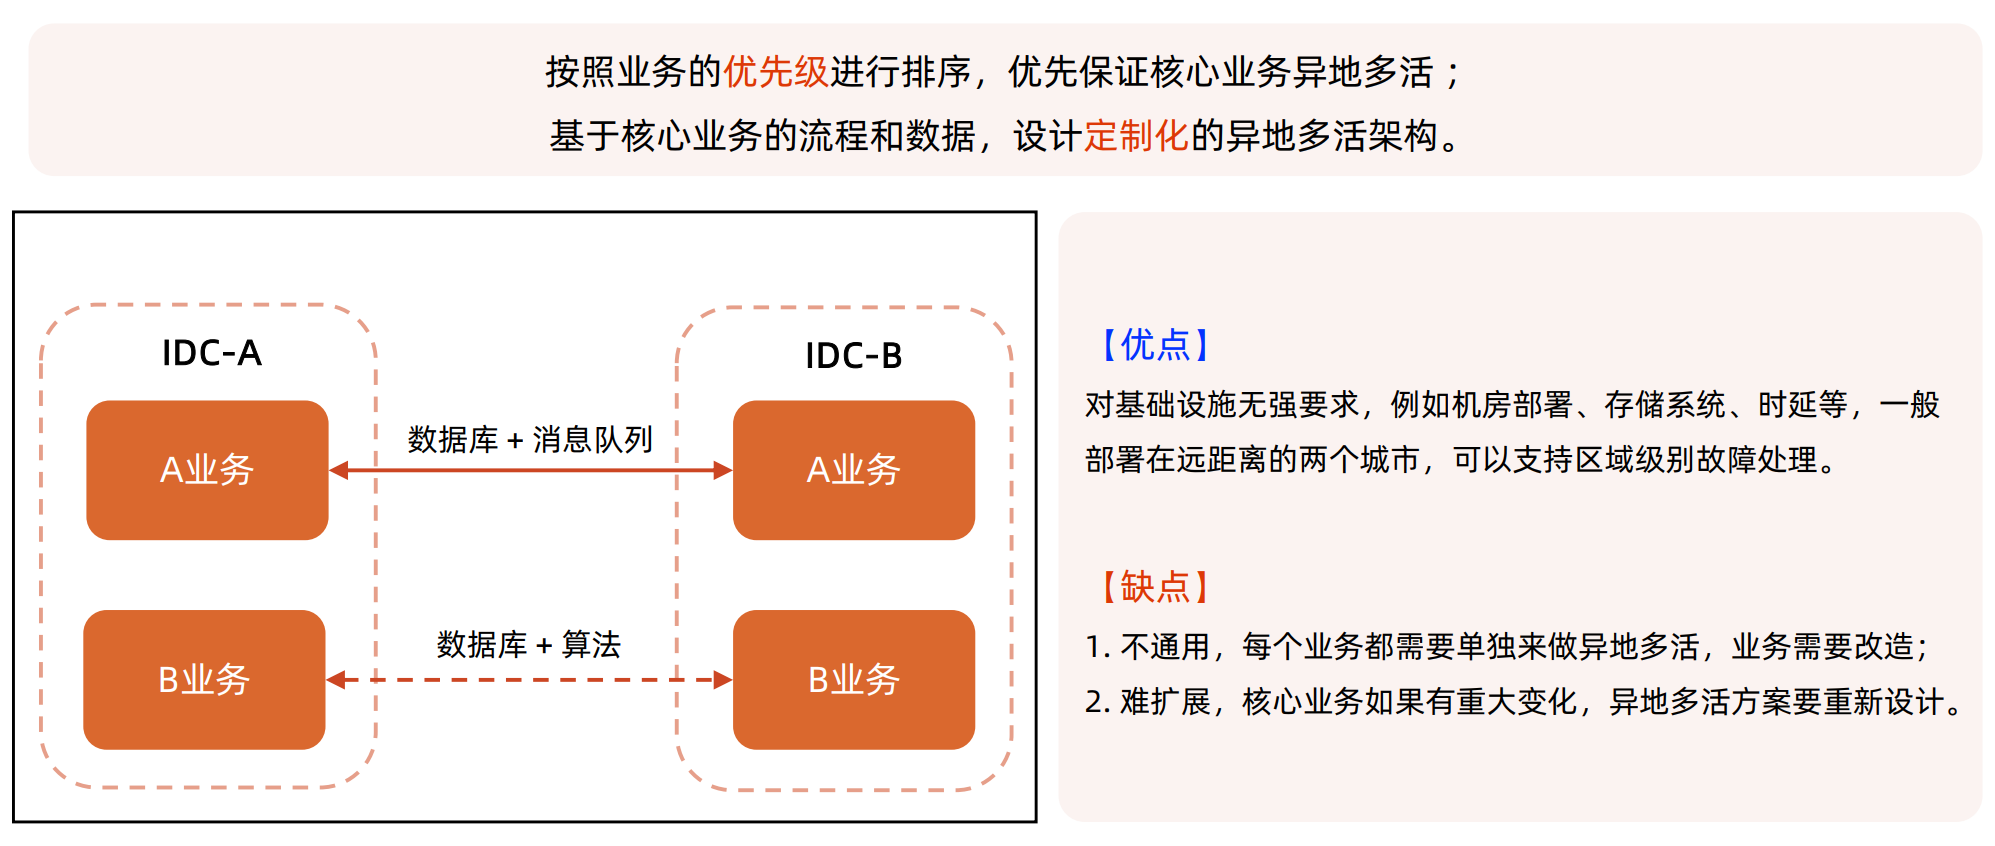 按照业务的优先级进行排序，优先保证核心业务异地多活；
基于核心业务的流程和数据，设计定制化的异地多活架构。
IDC-A
IDC-B
数据库 + 消息队列
A业务
A业务
数据库 + 算法
B业务
B业务
【优点】
对基础设施无强要求，例如机房部署、存储系统、时延等，一般
部署在远距离的两个城市，可以支持区域级别故障处理。
【缺点】
1. 不通用，每个业务都需要单独来做异地多活，业务需要改造；
2. 难扩展，核心业务如果有重大变化，异地多活方案要重新设计。